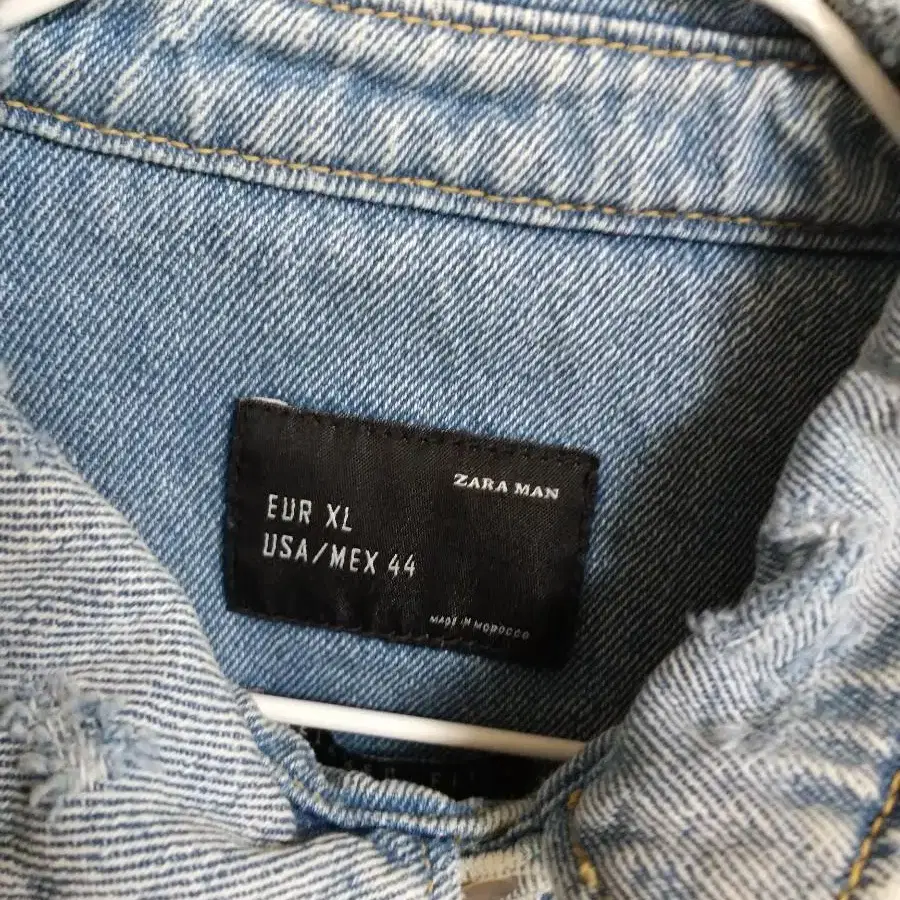 ZARA MAN
EUR XL
USA/MEX 44
MADE IN MOROCCO